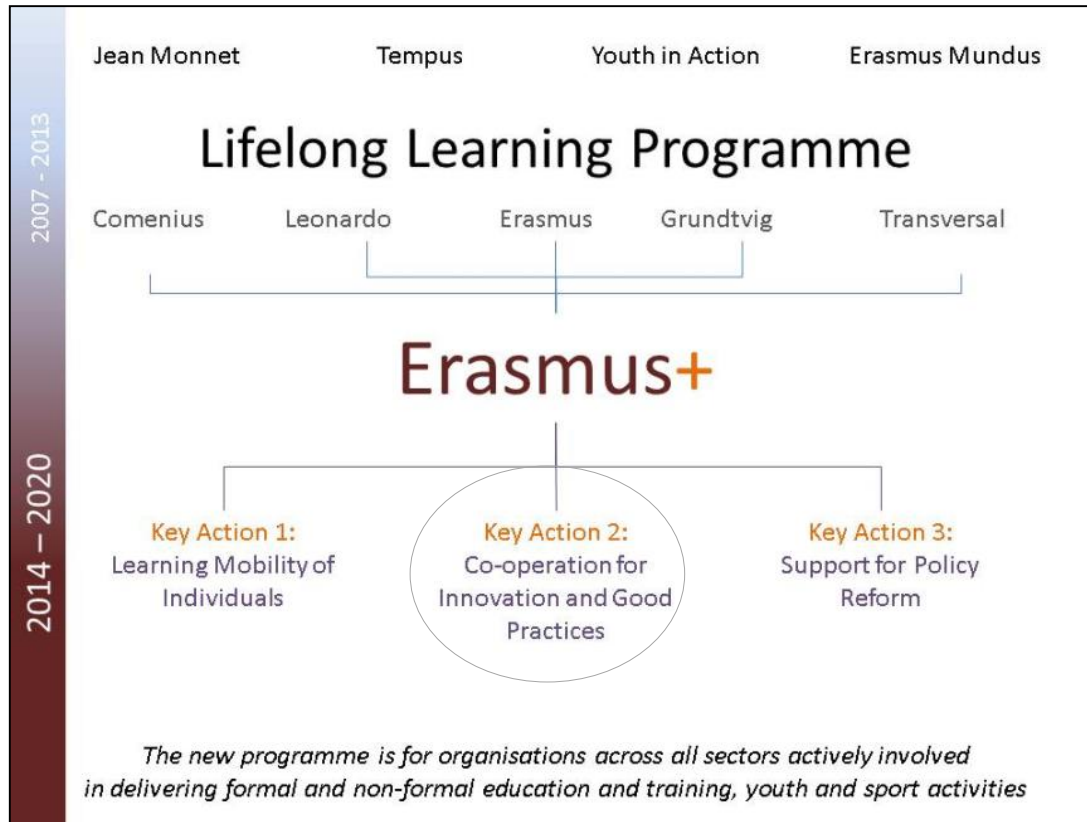 Jean Monnet Tempus Youth in Action Erasmus Mundus
Lifelong Learning Programme
2007 - 2013
Comenius Leonardo Erasmus Grundtvig Transversal
Erasmus+
2014 – 2020
Key Action 1:
Learning Mobility of
Individuals
Key Action 2:
Co-operation for
Innovation and Good
Practices
Key Action 3:
Support for Policy
Reform
The new programme is for organisations across all sectors actively involved
in delivering formal and non-formal education and training, youth and sport activities